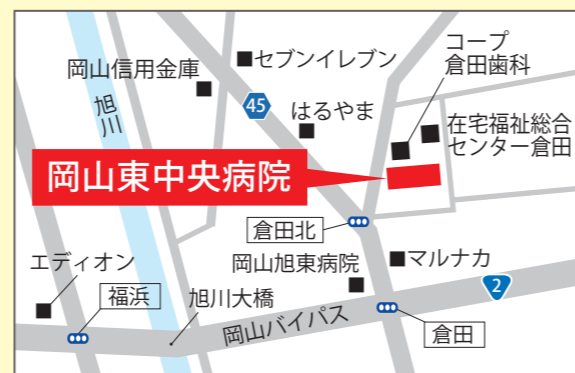 コープ
倉田歯科
セブンイレブン
岡山信用金庫
旭川
45
はるやま
在宅福祉総合
センター倉田
岡山東中央病院
倉田北
エディオン
岡山旭東病院
マルナカ
2
福浜
旭川大橋
岡山バイパス
倉田